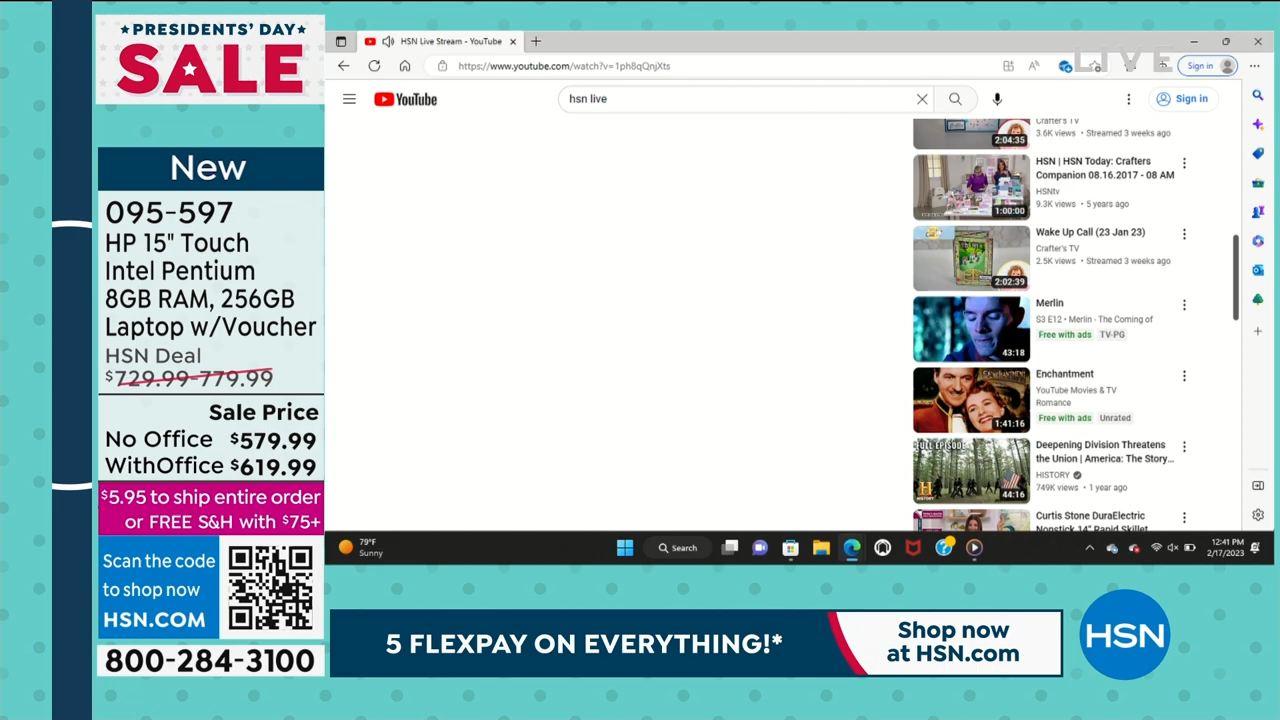 ★PRESIDENTS' DAY★
SALE
New
095-597
HP 15" Touch
Intel Pentium
8GB RAM, 256GB
Laptop w/Voucher
HSN Deal
$729.99-779.99
Sale Price
No Office $579.99
WithOffice $619.99
$5.95 to ship entire order
or FREE S&H with $75+
Scan the code
to shop now
HSN.COM
800-284-3100
HSN Live Stream - YouTube
LIVE
https://www.youtube.com/watch?v=1ph8qQnjXts
Sign in
YouTube
hsn live
Sign in
Crafter's TV
3.6K views • Streamed 3 weeks ago
2:04:35
HSN | HSN Today: Crafters
Companion 08.16.2017 - 08 AM
HSNtv
9.3K views • 5 years ago
1:00:00
Wake Up Call (23 Jan 23)
Crafter's TV
2.5K views • Streamed 3 weeks ago
2:02:39
Merlin
S3 E12 • Merlin - The Coming of
Free with ads TV-PG
43:18
Enchantment
YouTube Movies & TV
Romance
Free with ads Unrated
1:41:16
Deepening Division Threatens
the Union | America: The Story...
HISTORY
749K views • 1 year ago
FULL EPISODE
44:16
Curtis Stone DuraElectric
Nonstick 14" Rapid Skillet
79°F
Sunny
Search
12:41 PM
2/17/2023
5 FLEXPAY ON EVERYTHING!*
Shop now
at HSN.com
HSN